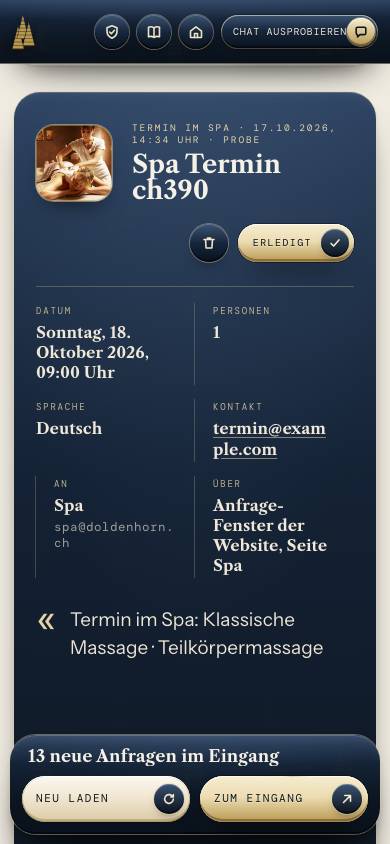 CHAT AUSPROBIEREN
TERMIN IM SPA · 17.10.2026,
14:34 UHR · PROBE
Spa Termin
ch390
ERLEDIGT
DATUM
Sonntag, 18.
Oktober 2026,
09:00 Uhr
PERSONEN
1
SPRACHE
Deutsch
KONTAKT
termin@exam
ple.com
AN
Spa
spa@doldenhorn.
ch
ÜBER
Anfrage-
Fenster der
Website, Seite
Spa
« Termin im Spa: Klassische
Massage · Teilkörpermassage
13 neue Anfragen im Eingang
NEU LADEN
ZUM EINGANG